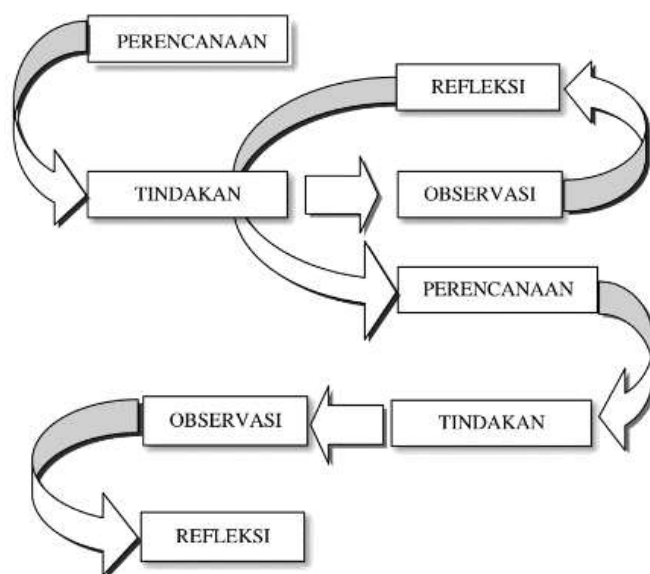 PERENCANAAN
REFLEKSI
TINDAKAN
OBSERVASI
PERENCANAAN
OBSERVASI
TINDAKAN
REFLEKSI